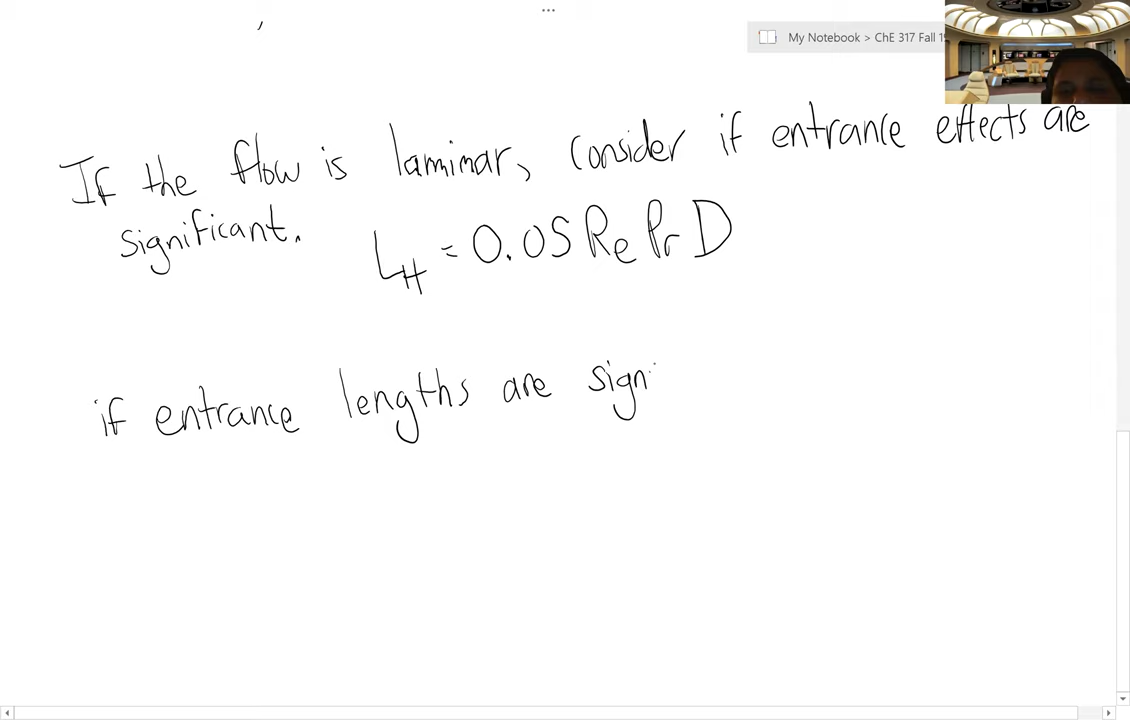 My Notebook > ChE 317 Fall 1
If the flow is laminar, consider if entrance effects are
significant. L_H = 0.05 Re Pr D
if entrance lengths are sign